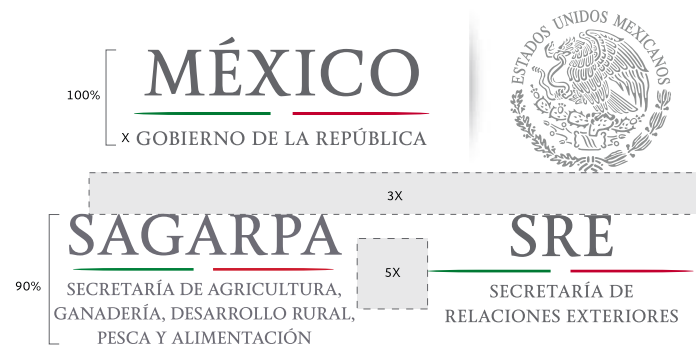 ESTADOS UNIDOS MEXICANOS
MÉXICO
100%
X GOBIERNO DE LA REPÚBLICA
3X
SAGARPA
SRE
5X
90%
SECRETARÍA DE AGRICULTURA,
GANADERÍA, DESARROLLO RURAL,
PESCA Y ALIMENTACIÓN
SECRETARÍA DE
RELACIONES EXTERIORES